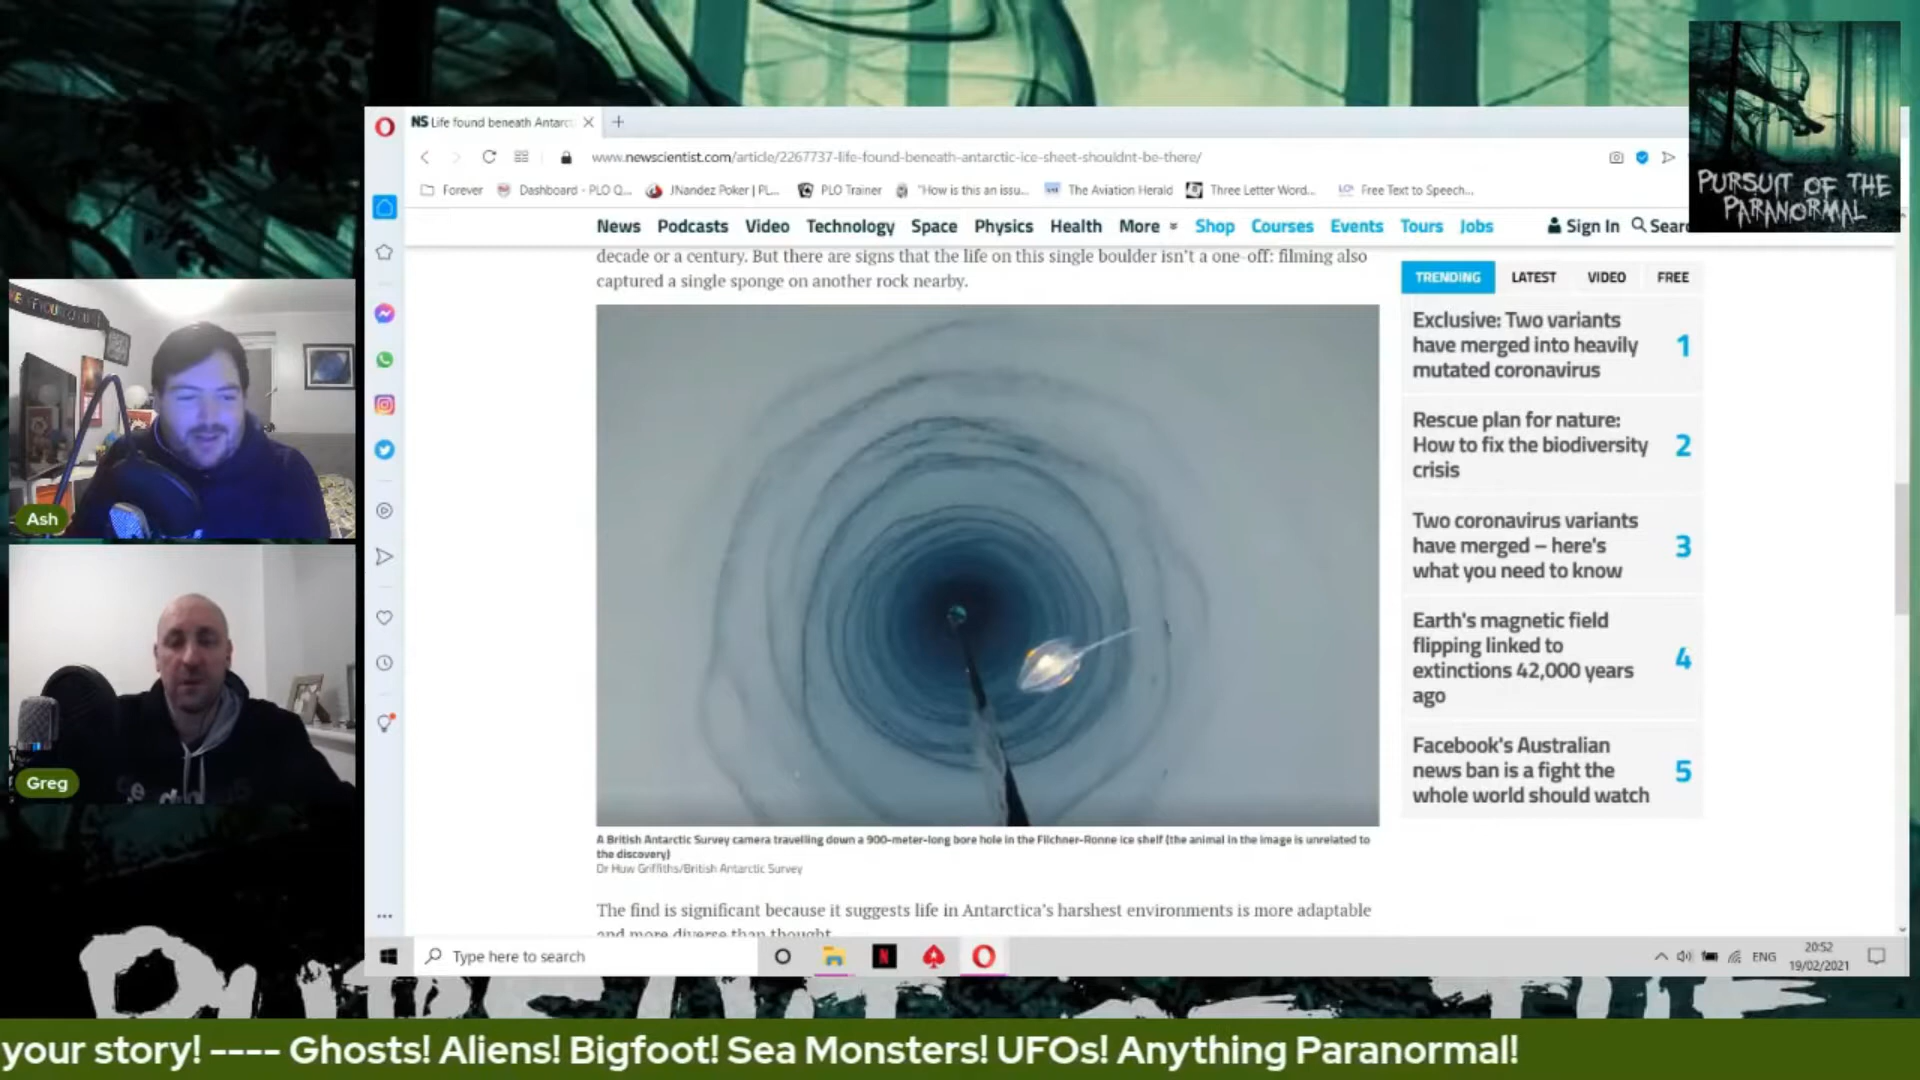 PURSUIT OF THE
PARANORMAL
NS Life found beneath Antarc
www.newscientist.com/article/2267737-life-found-beneath-antarctic-ice-sheet-shouldnt-be-there/
Forever
Dashboard - PLO Q...
JNandez Poker | PL...
PLO Trainer
"How is this an issu...
The Aviation Herald
Three Letter Word...
Free Text to Speech...
News Podcasts Video Technology Space Physics Health More Shop Courses Events Tours Jobs
Sign In
decade or a century. But there are signs that the life on this single boulder isn't a one-off: filming also
captured a single sponge on another rock nearby.
TRENDING LATEST VIDEO FREE
Exclusive: Two variants
have merged into heavily
mutated coronavirus
1
Rescue plan for nature:
How to fix the biodiversity
crisis
2
Two coronavirus variants
have merged – here's
what you need to know
3
Earth's magnetic field
flipping linked to
extinctions 42,000 years
ago
4
Facebook's Australian
news ban is a fight the
whole world should watch
5
A British Antarctic Survey camera travelling down a 900-meter-long bore hole in the Filchner-Ronne ice shelf (the animal in the image is unrelated to
the discovery)
Dr Huw Griffiths/British Antarctic Survey
The find is significant because it suggests life in Antarctica's harshest environments is more adaptable
and more diverse than thought.
Ash
Greg
Type here to search
ENG
20:52
19/02/2021
your story! ---- Ghosts! Aliens! Bigfoot! Sea Monsters! UFOs! Anything Paranormal!